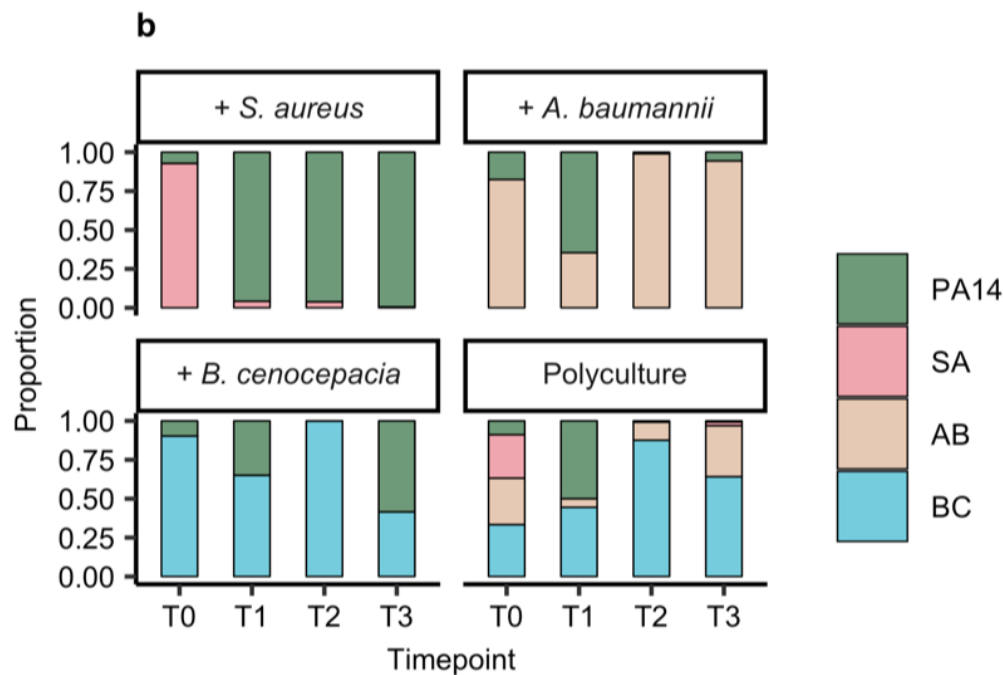 b
+ S. aureus
+ A. baumannii
1.00
0.75
0.50
0.25
0.00
+ B. cenocepacia
Polyculture
1.00
0.75
0.50
0.25
0.00
Proportion
T0 T1 T2 T3
T0 T1 T2 T3
Timepoint
PA14
SA
AB
BC